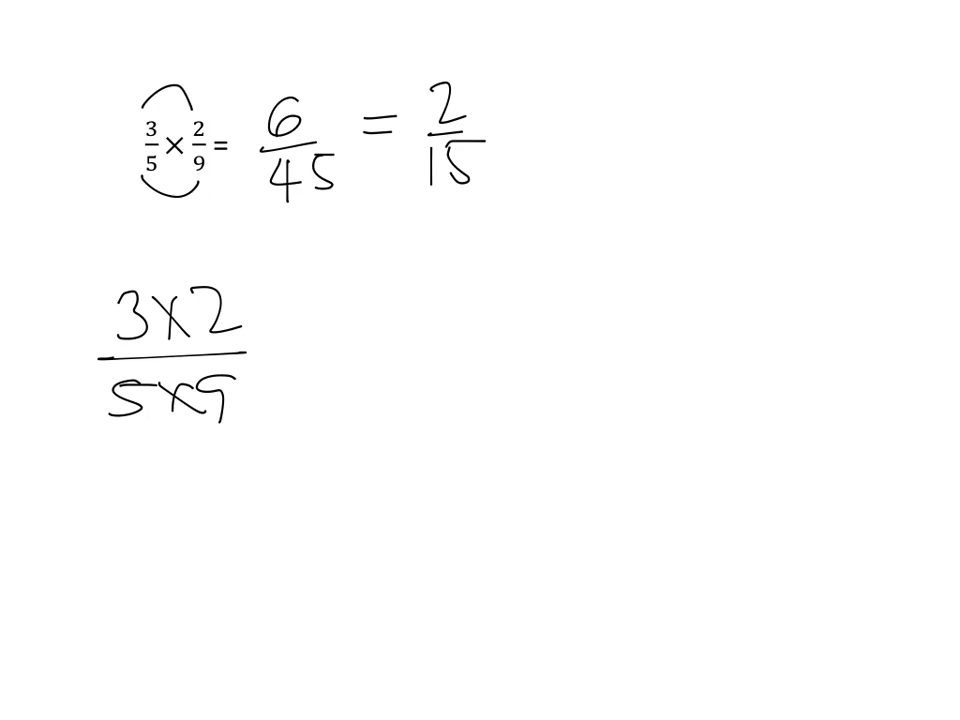 3/5 × 2/9 = 6/45 = 2/15
3×2
5×9